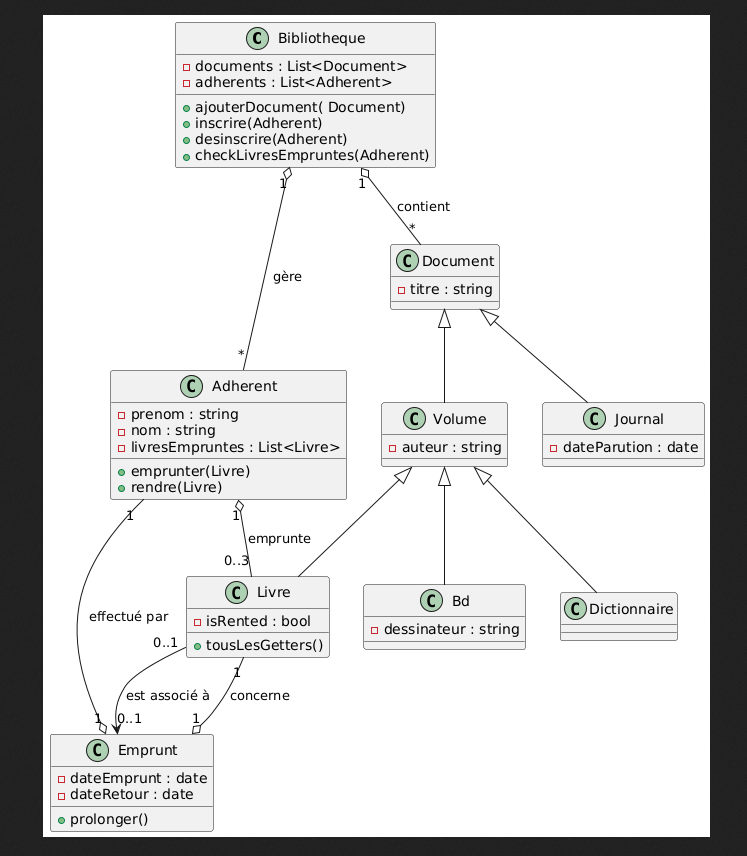 C Bibliotheque
documents : List<Document>
adherents : List<Adherent>
ajouterDocument( Document)
inscrire(Adherent)
desinscrire(Adherent)
checkLivresEmpruntes(Adherent)
1
1
contient
*
C Document
titre : string
gère
*
C Adherent
prenom : string
nom : string
livresEmpruntes : List<Livre>
emprunter(Livre)
rendre(Livre)
C Volume
auteur : string
C Journal
dateParution : date
1
1
emprunte
0..3
C Livre
isRented : bool
tousLesGetters()
C Bd
dessinateur : string
C Dictionnaire
effectué par
0..1
1
est associé à
concerne
1
0..1
1
C Emprunt
dateEmprunt : date
dateRetour : date
prolonger()